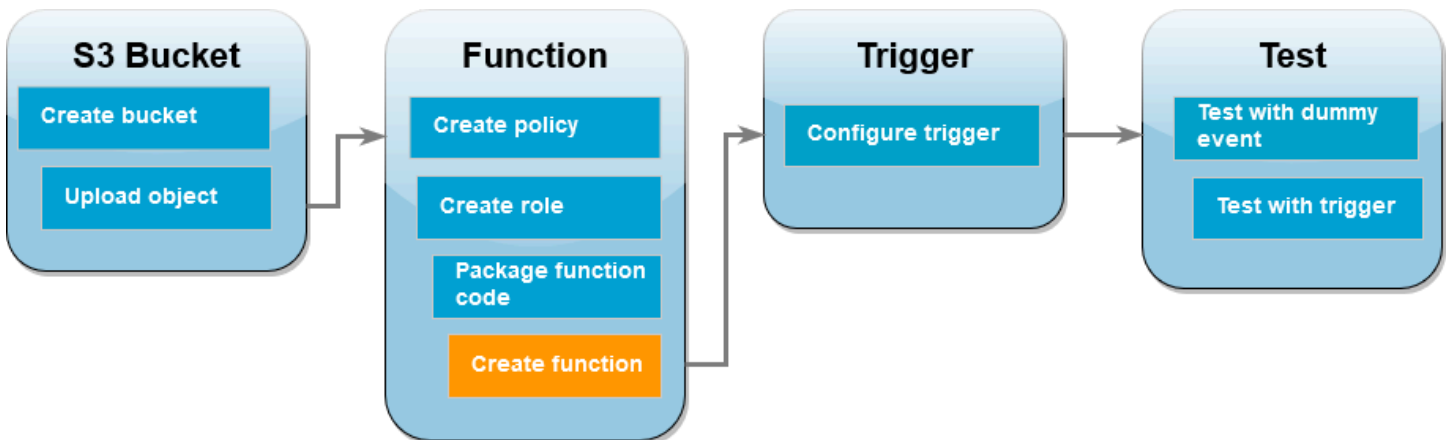 S3 Bucket
Create bucket
Upload object
Function
Create policy
Create role
Package function
code
Create function
Trigger
Configure trigger
Test
Test with dummy
event
Test with trigger